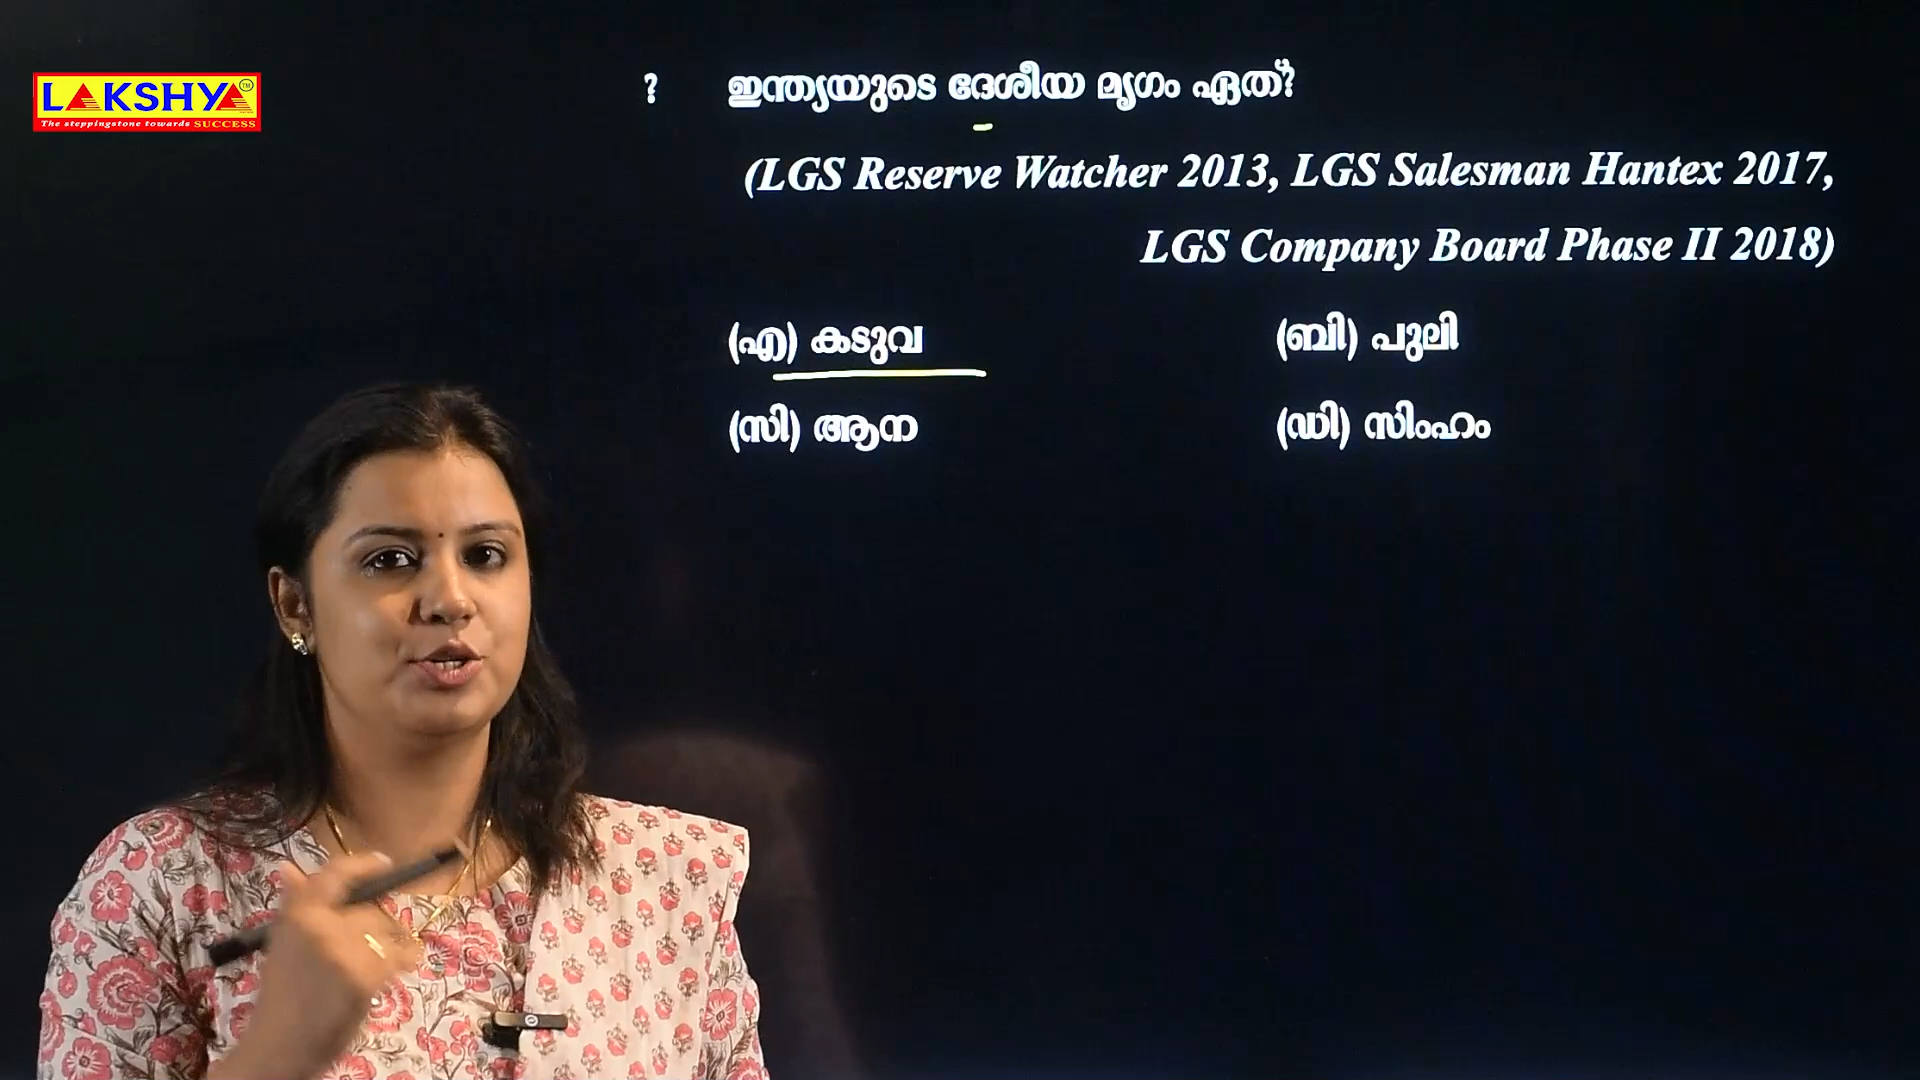 LAKSHYA TM
The steppingstone towards SUCCESS
? ഇന്ത്യയുടെ ദേശീയ മൃഗം ഏത്?
(LGS Reserve Watcher 2013, LGS Salesman Hantex 2017,
LGS Company Board Phase II 2018)
(എ) കടുവ (ബി) പുലി
(സി) ആന (ഡി) സിംഹം